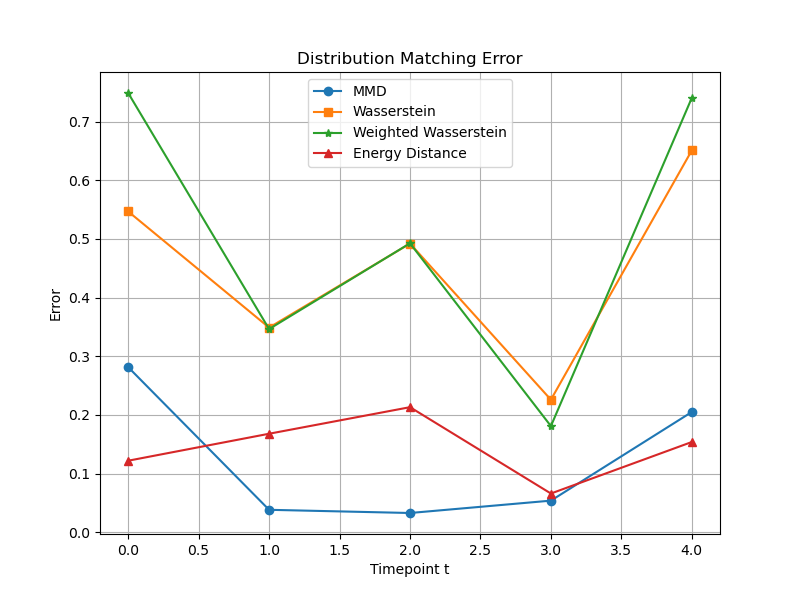 Distribution Matching Error
MMD
Wasserstein
Weighted Wasserstein
Energy Distance
Error
0.7
0.6
0.5
0.4
0.3
0.2
0.1
0.0
0.0 0.5 1.0 1.5 2.0 2.5 3.0 3.5 4.0
Timepoint t